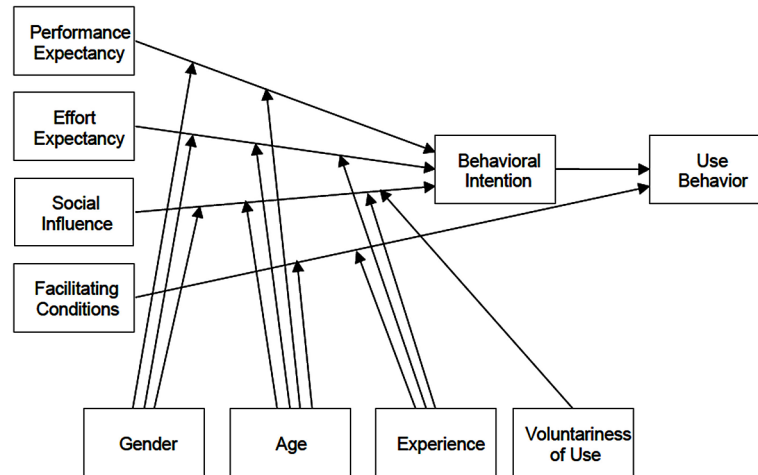 Performance
Expectancy
Effort
Expectancy
Social
Influence
Facilitating
Conditions
Behavioral
Intention
Use
Behavior
Gender
Age
Experience
Voluntariness
of Use